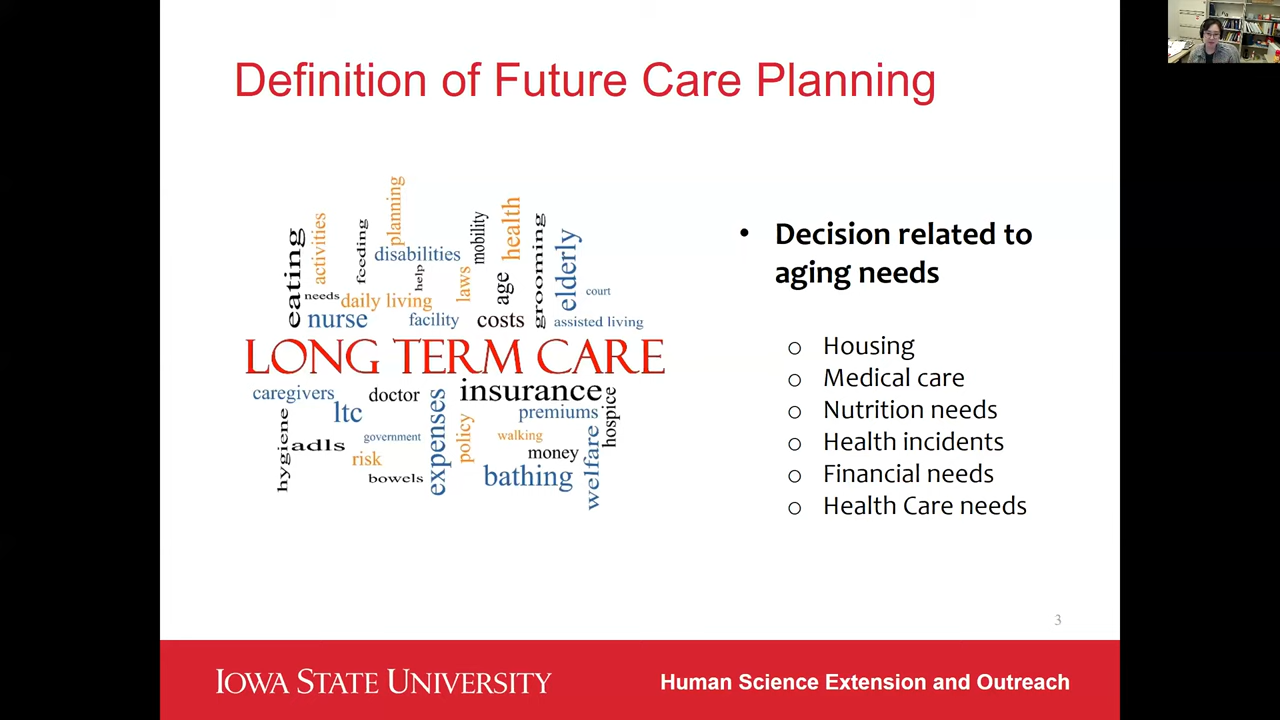 Definition of Future Care Planning
planning
eating
activities
feeding
disabilities
mobility
health
grooming
elderly
help
laws
age
court
needs
daily living
nurse
facility
costs
assisted living
LONG TERM CARE
caregivers
doctor
insurance
ltc
expenses
premiums
hospice
hygiene
adls
government
policy
walking
welfare
risk
money
bowels
bathing
• Decision related to
aging needs
o Housing
o Medical care
o Nutrition needs
o Health incidents
o Financial needs
o Health Care needs
3
IOWA STATE UNIVERSITY
Human Science Extension and Outreach